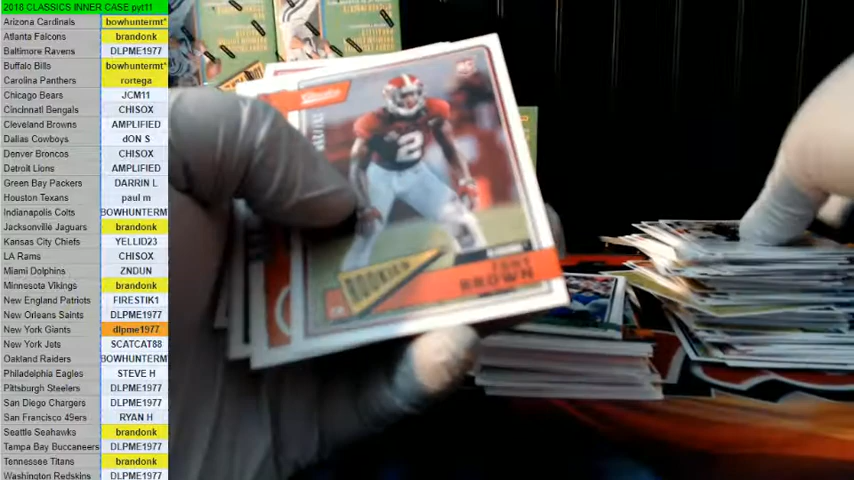 2018 CLASSICS INNER CASE pyt11
Arizona Cardinals bowhuntermt*
Atlanta Falcons brandonk
Baltimore Ravens DLPME1977
Buffalo Bills bowhuntermt*
Carolina Panthers rortega
Chicago Bears JCM11
Cincinnatl Bengals CHISOX
Cleveland Browns AMPLIFIED
Dallas Cowboys dON S
Denver Broncos CHISOX
Detroit Lions AMPLIFIED
Green Bay Packers DARRIN L
Houston Texans paul m
Indianapolis Colts BOWHUNTERM
Jacksonville Jaguars brandonk
Kansas City Chiefs YELLID23
LA Rams CHISOX
Miami Dolphins ZNDUN
Minnesota Vikings brandonk
New England Patriots FIRESTIK1
New Orleans Saints DLPME1977
New York Giants dlpme1977
New York Jets SCATCAT88
Oakland Raiders BOWHUNTERM
Philadelphia Eagles STEVE H
Pittsburgh Steelers DLPME1977
San Diego Chargers DLPME1977
San Francisco 49ers RYAN H
Seattle Seahawks brandonk
Tampa Bay Buccaneers DLPME1977
Tennessee Titans brandonk
Washington Redskins DLPME1977
Classics
RC
2
ROOKIES
TONY
BROWN